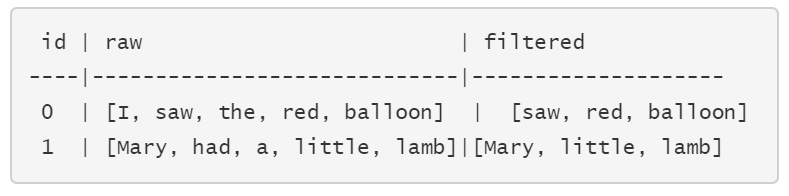 id | raw                         | filtered
----|-----------------------------|--------------------
0  | [I, saw, the, red, balloon]  |  [saw, red, balloon]
1  | [Mary, had, a, little, lamb]|[Mary, little, lamb]